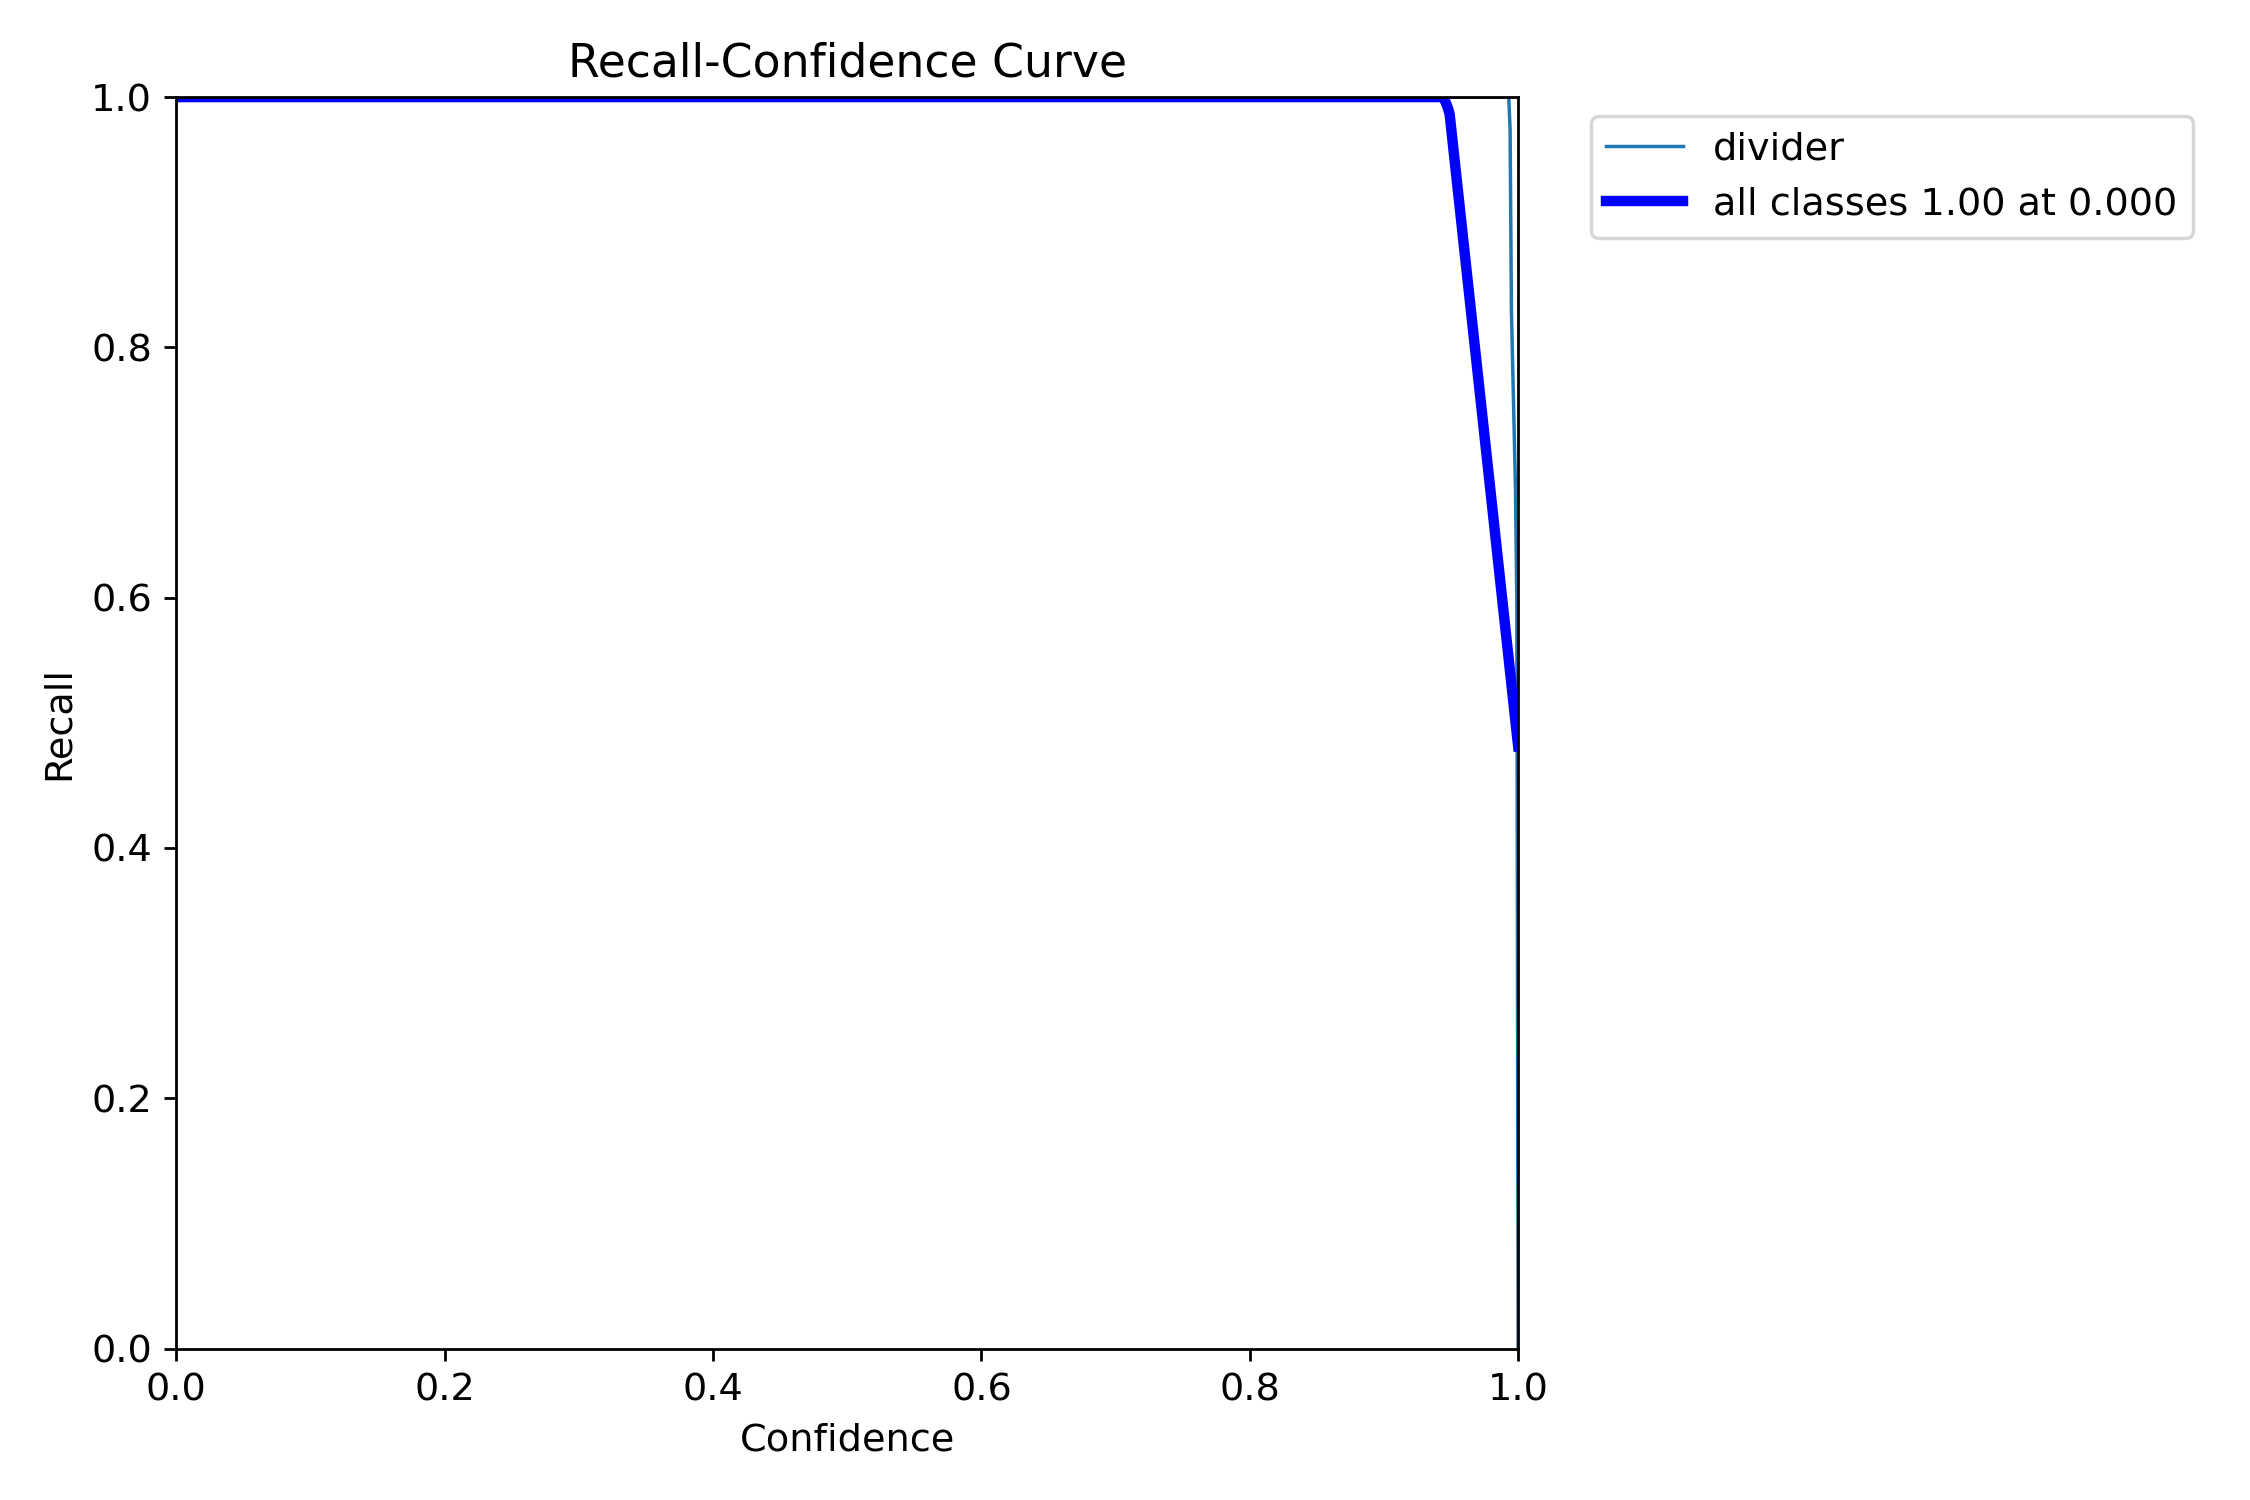 Recall-Confidence Curve
1.0
0.8
0.6
0.4
0.2
0.0
Recall
0.0 0.2 0.4 0.6 0.8 1.0
Confidence
divider
all classes 1.00 at 0.000